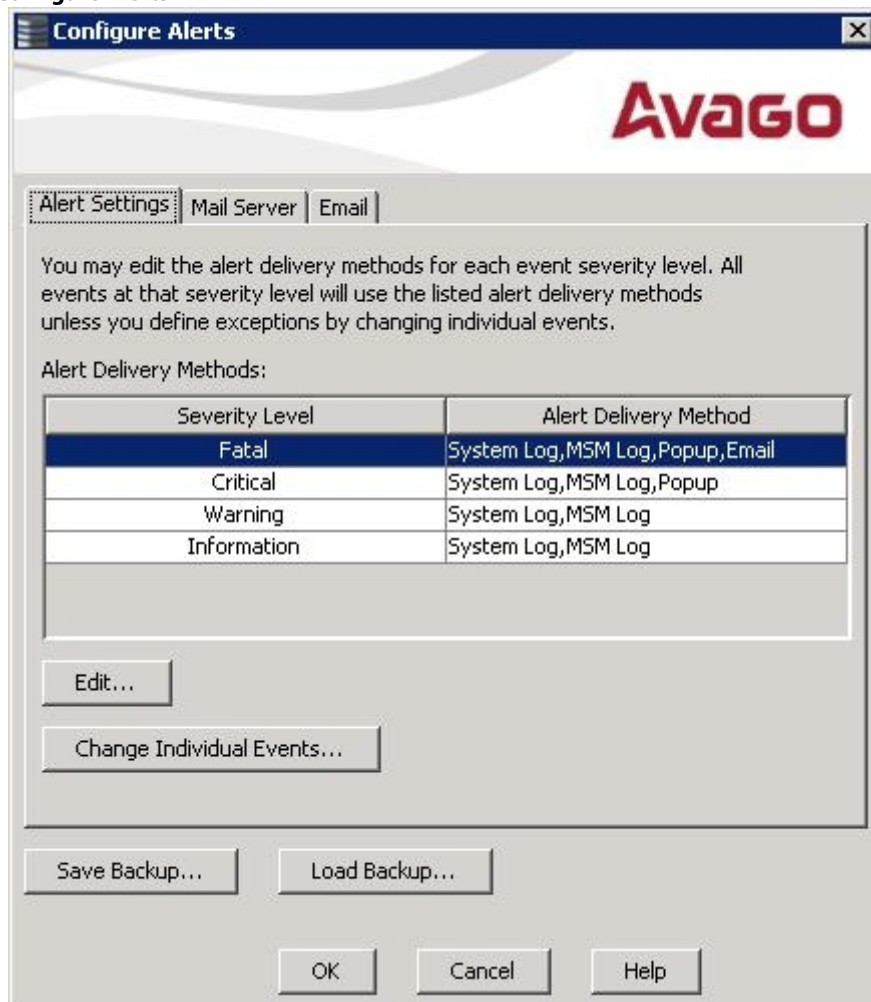 Configure Alerts
Avago
Alert Settings
Mail Server
Email
You may edit the alert delivery methods for each event severity level. All
events at that severity level will use the listed alert delivery methods
unless you define exceptions by changing individual events.
Alert Delivery Methods:
Severity Level Alert Delivery Method
Fatal System Log,MSM Log,Popup,Email
Critical System Log,MSM Log,Popup
Warning System Log,MSM Log
Information System Log,MSM Log
Edit...
Change Individual Events...
Save Backup... Load Backup...
OK Cancel Help